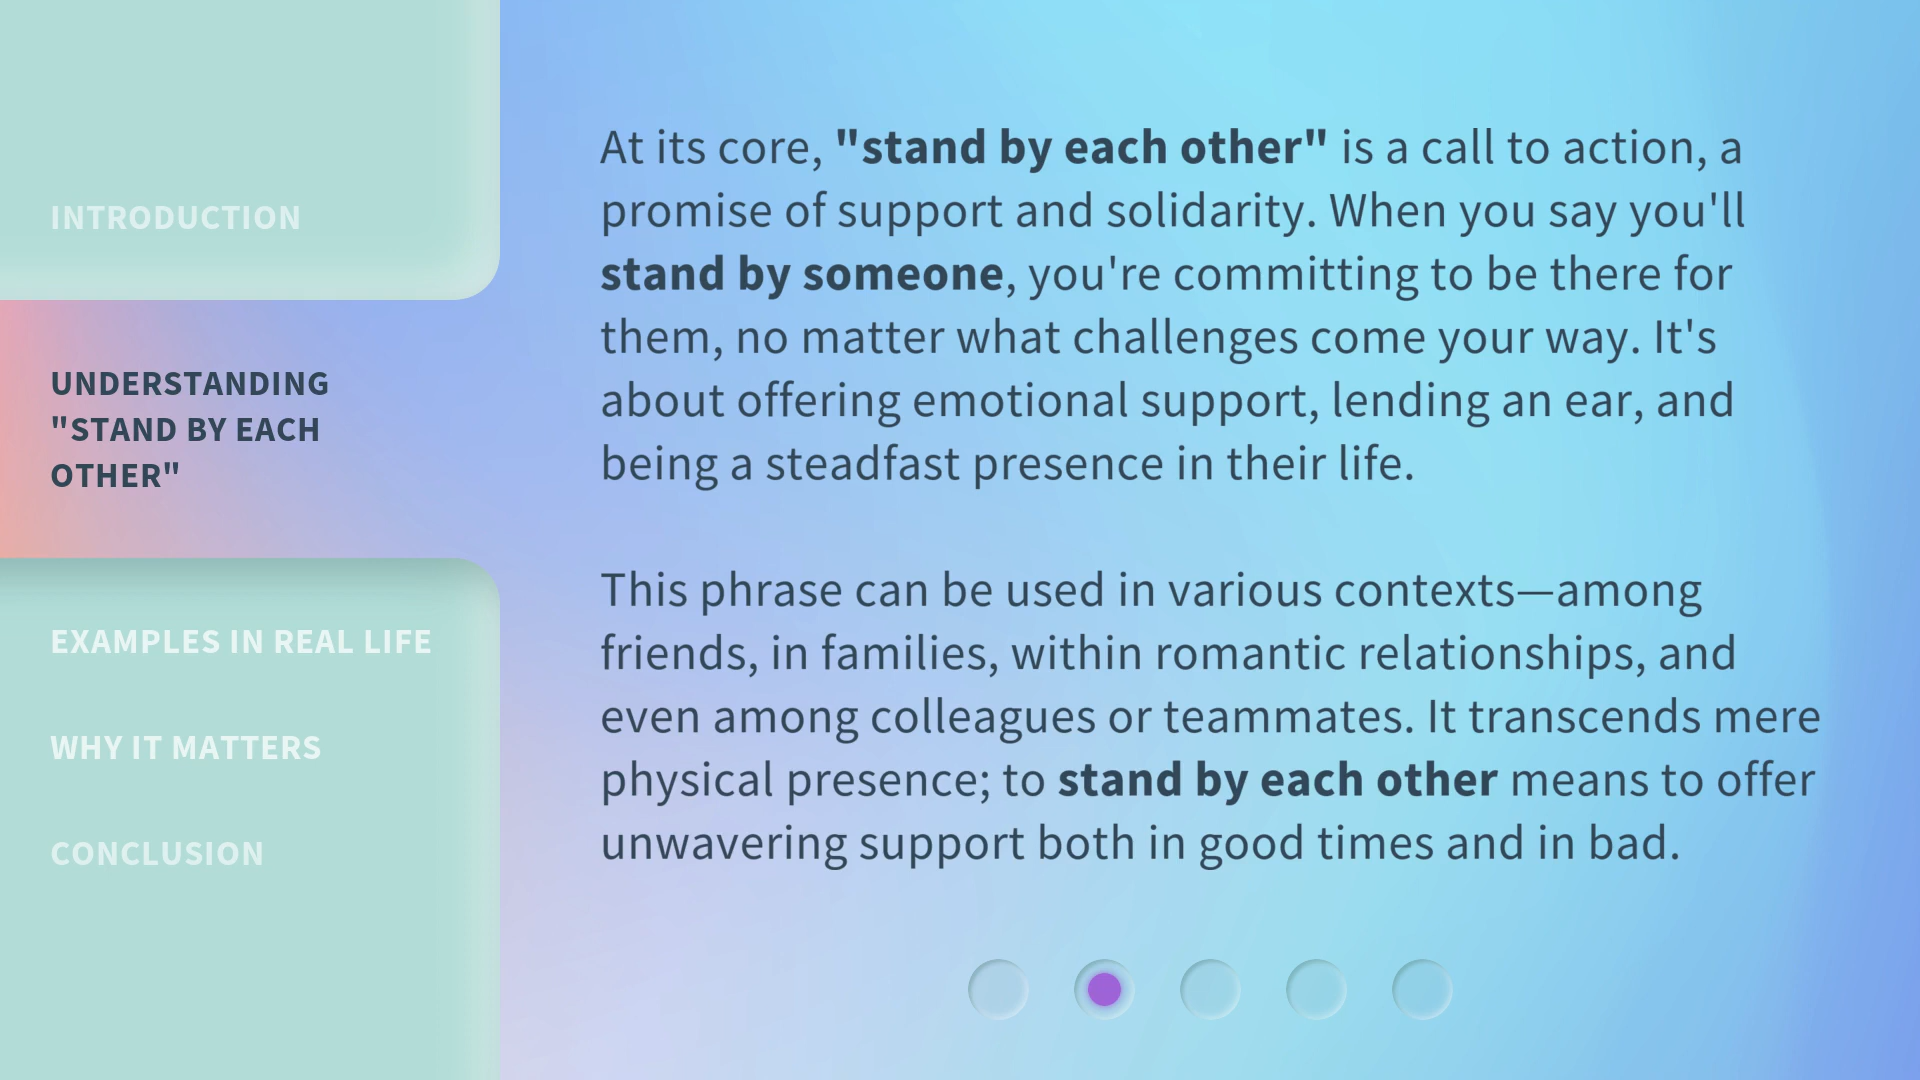 INTRODUCTION
UNDERSTANDING
"STAND BY EACH
OTHER"
EXAMPLES IN REAL LIFE
WHY IT MATTERS
CONCLUSION
At its core, "stand by each other" is a call to action, a
promise of support and solidarity. When you say you'll
stand by someone, you're committing to be there for
them, no matter what challenges come your way. It's
about offering emotional support, lending an ear, and
being a steadfast presence in their life.
This phrase can be used in various contexts—among
friends, in families, within romantic relationships, and
even among colleagues or teammates. It transcends mere
physical presence; to stand by each other means to offer
unwavering support both in good times and in bad.